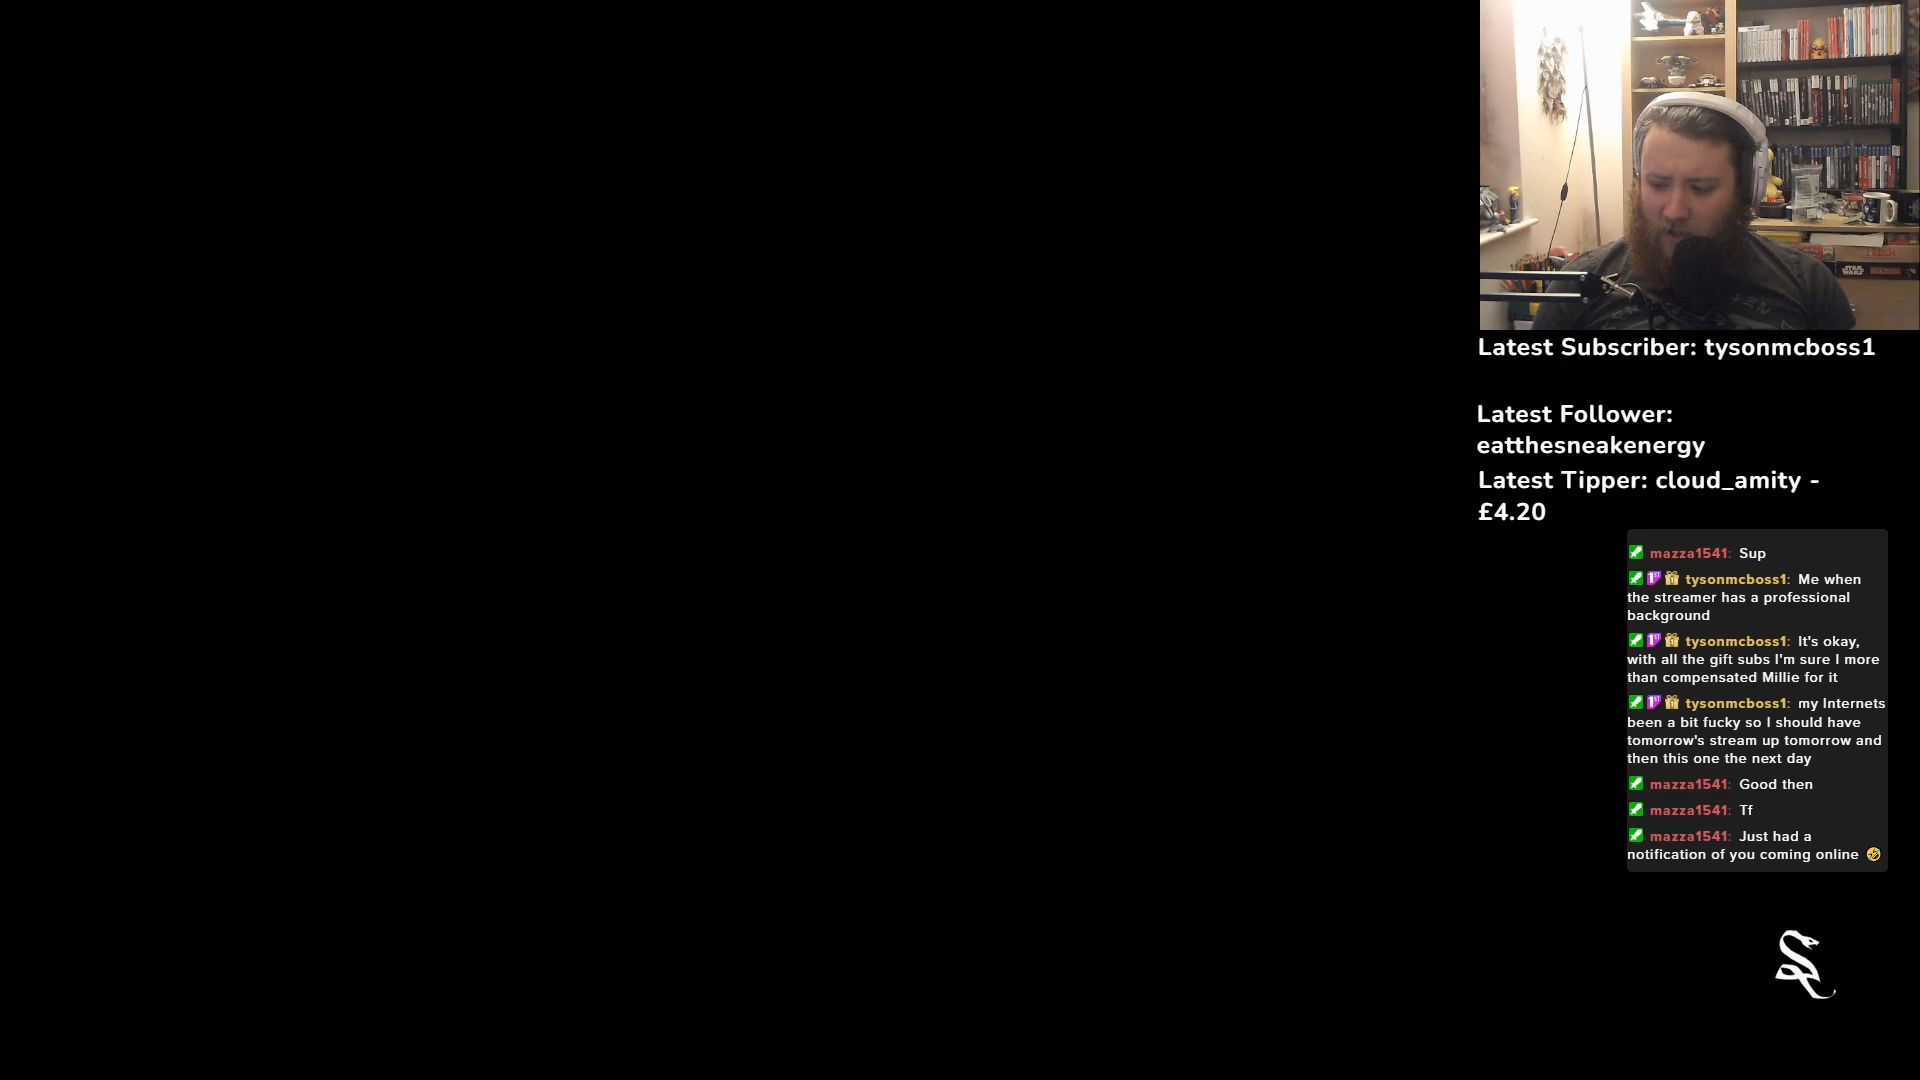 STAR
WARS
Latest Subscriber: tysonmcboss1
Latest Follower:
eatthesneakenergy
Latest Tipper: cloud_amity -
£4.20
mazza1541: Sup
tysonmcboss1: Me when
the streamer has a professional
background
tysonmcboss1: It's okay,
with all the gift subs I'm sure I more
than compensated Millie for it
tysonmcboss1: my Internets
been a bit fucky so I should have
tomorrow's stream up tomorrow and
then this one the next day
mazza1541: Good then
mazza1541: Tf
mazza1541: Just had a
notification of you coming online 🤣